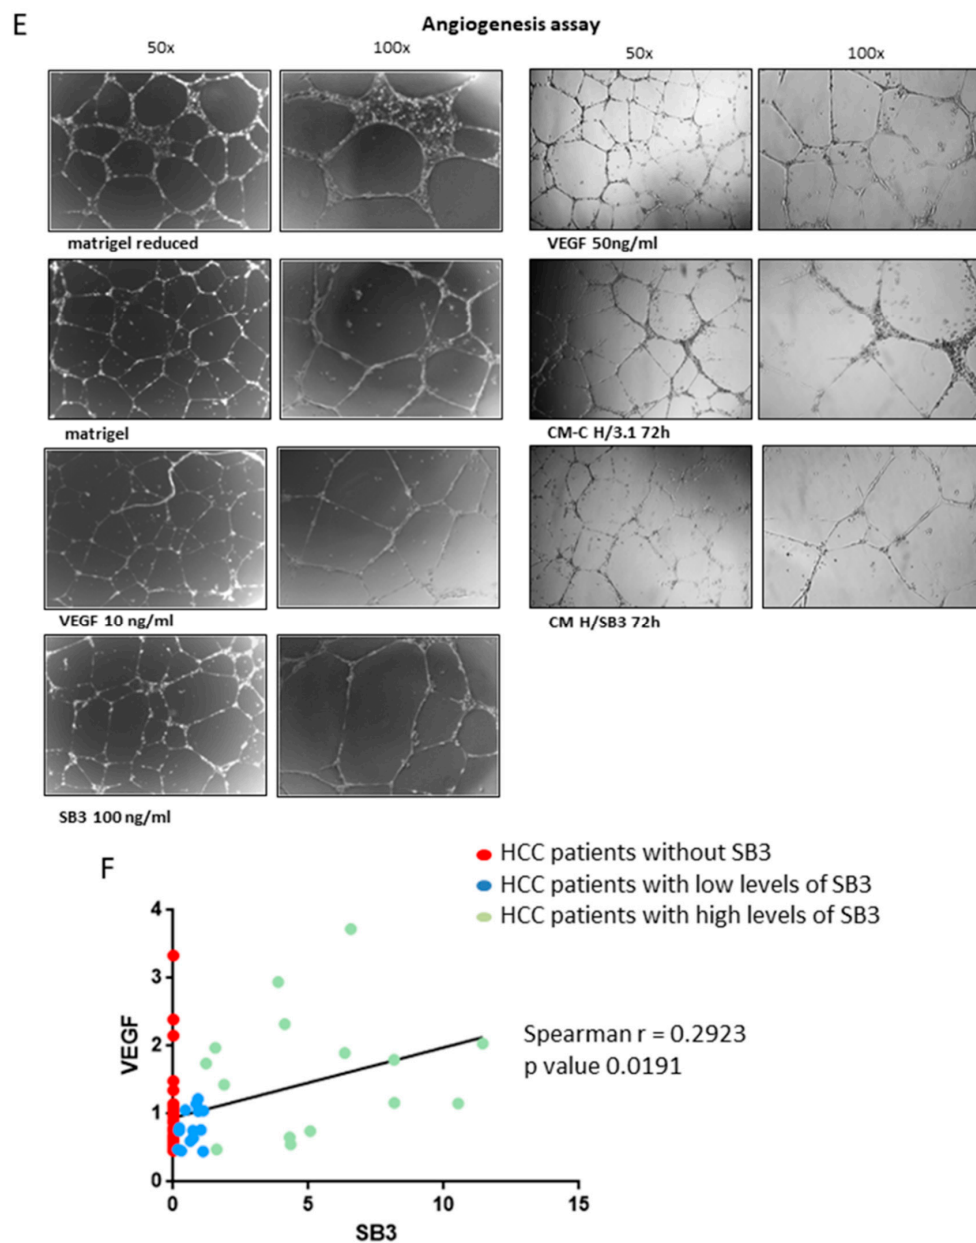 E
Angiogenesis assay
50x 100x 50x 100x
matrigel reduced
VEGF 50ng/ml
matrigel
CM-C H/3.1 72h
VEGF 10 ng/ml
CM H/SB3 72h
SB3 100 ng/ml
F
HCC patients without SB3
HCC patients with low levels of SB3
HCC patients with high levels of SB3
4
3
2
1
0
VEGF
Spearman r = 0.2923
p value 0.0191
0 5 10 15
SB3